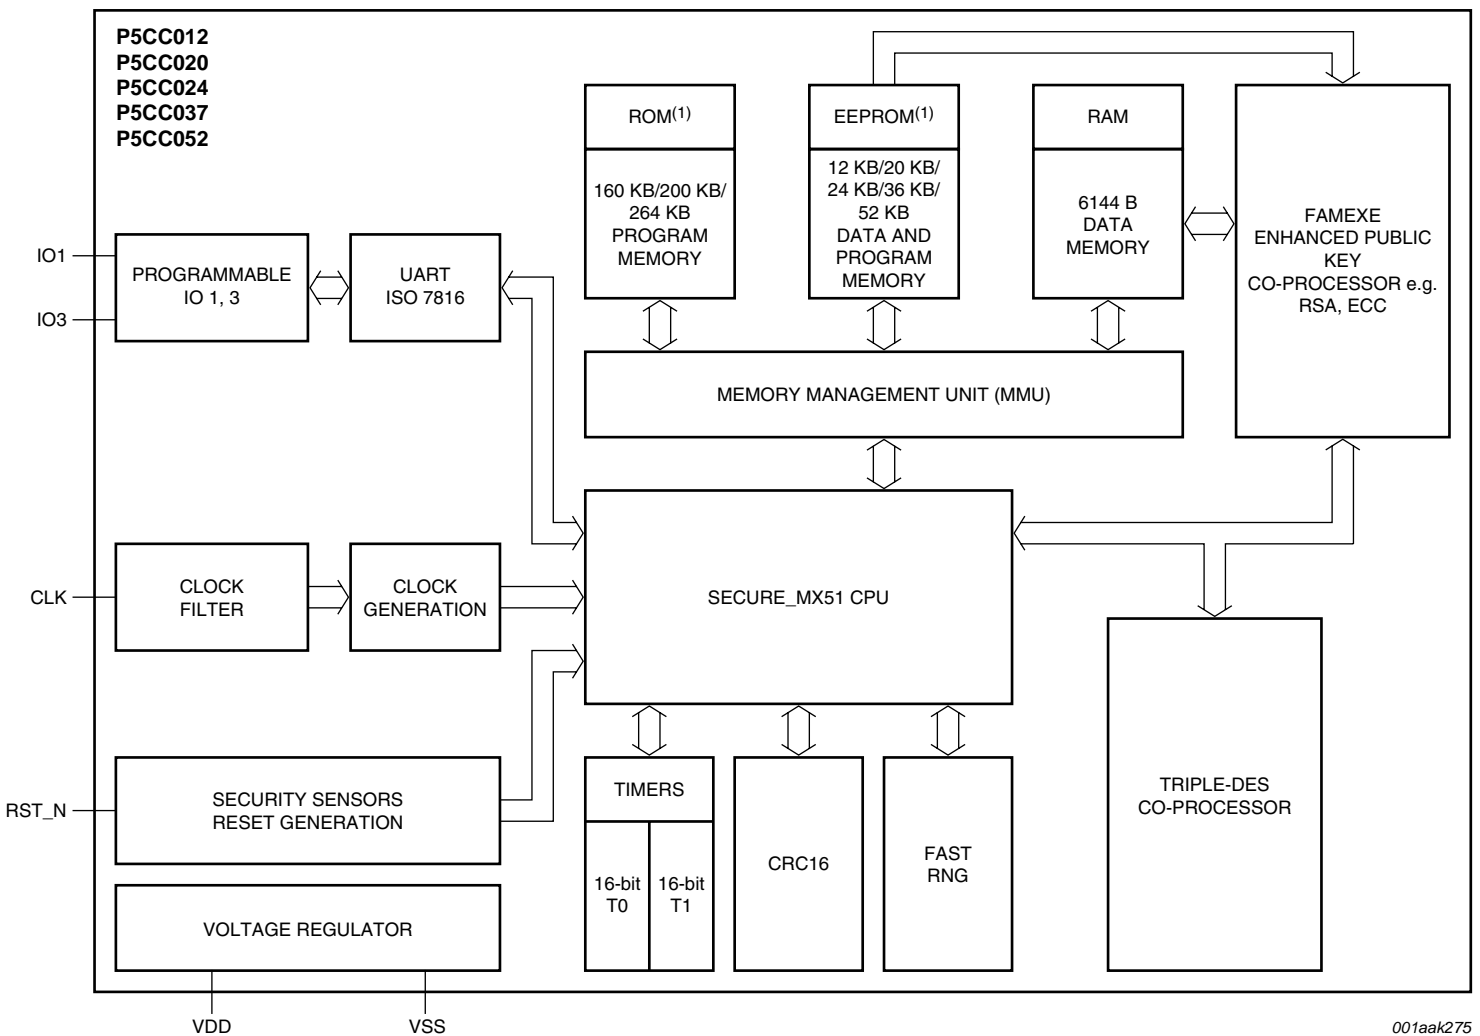 P5CC012
P5CC020
P5CC024
P5CC037
P5CC052
ROM(1)
160 KB/200 KB/
264 KB
PROGRAM
MEMORY
EEPROM(1)
12 KB/20 KB/
24 KB/36 KB/
52 KB
DATA AND
PROGRAM
MEMORY
RAM
6144 B
DATA
MEMORY
FAMEXE
ENHANCED PUBLIC
KEY
CO-PROCESSOR e.g.
RSA, ECC
IO1
IO3
PROGRAMMABLE
IO 1, 3
UART
ISO 7816
MEMORY MANAGEMENT UNIT (MMU)
CLK
CLOCK
FILTER
CLOCK
GENERATION
SECURE_MX51 CPU
RST_N
SECURITY SENSORS
RESET GENERATION
TIMERS
16-bit
T0
16-bit
T1
CRC16
FAST
RNG
TRIPLE-DES
CO-PROCESSOR
VOLTAGE REGULATOR
VDD
VSS
001aak275